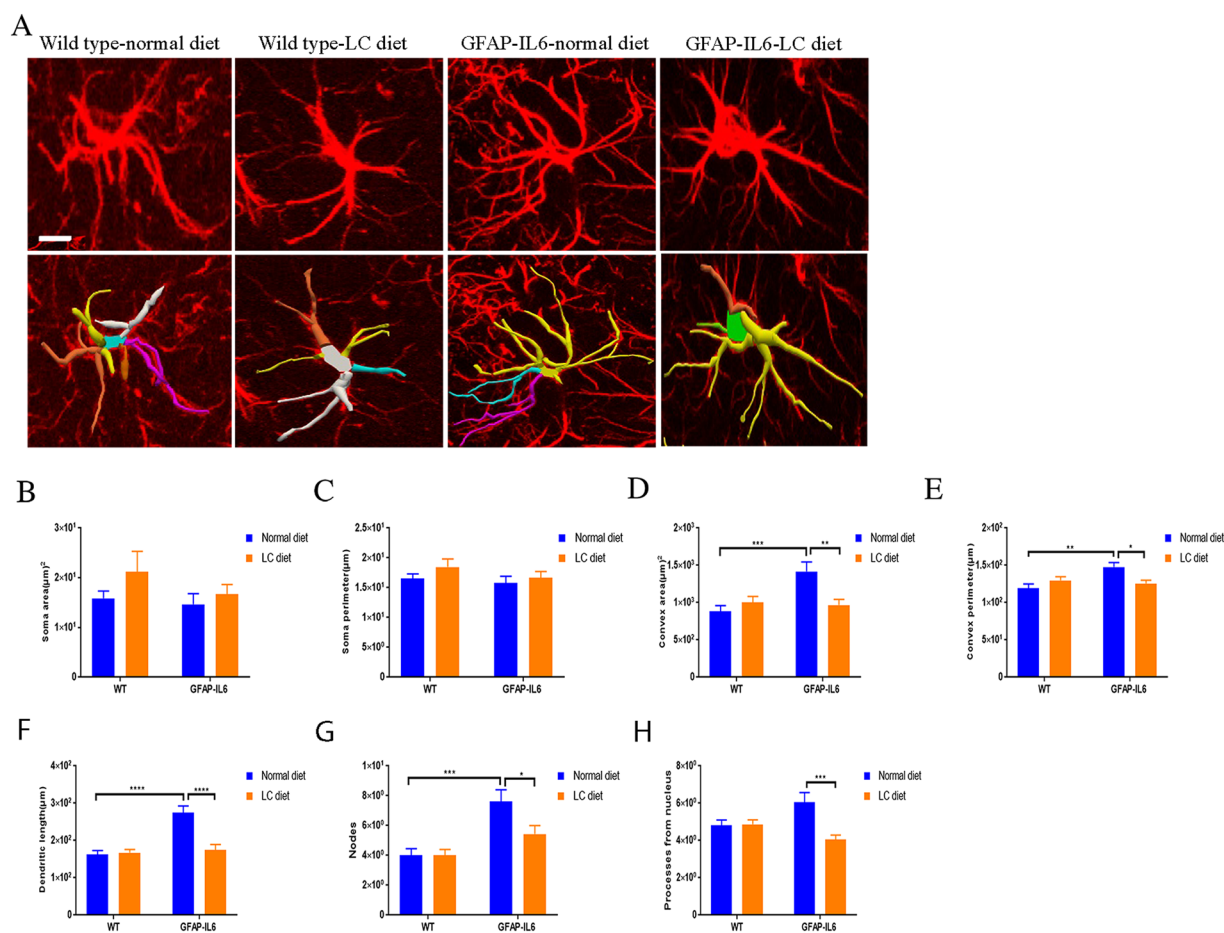 A
Wild type-normal diet
Wild type-LC diet
GFAP-IL6-normal diet
GFAP-IL6-LC diet
B
Soma area(µm)²
3×10¹
2×10¹
1×10¹
0
WT
GFAP-IL6
Normal diet
LC diet
C
Soma perimeter(µm)
2.5×10¹
2×10¹
1.5×10¹
1×10¹
5×10⁰
0
WT
GFAP-IL6
Normal diet
LC diet
D
Convex area(µm)²
2×10³
1.5×10³
1×10³
5×10²
0
***
**
WT
GFAP-IL6
Normal diet
LC diet
E
Convex perimeter(µm)
2×10²
1.5×10²
1×10²
5×10¹
0
**
*
WT
GFAP-IL6
Normal diet
LC diet
F
Dendritic length(µm)
4×10²
3×10²
2×10²
1×10²
0
****
****
WT
GFAP-IL6
Normal diet
LC diet
G
Nodes
1×10¹
8×10⁰
6×10⁰
4×10⁰
2×10⁰
0
***
*
WT
GFAP-IL6
Normal diet
LC diet
H
Processes from nucleus
8×10⁰
6×10⁰
4×10⁰
2×10⁰
0
***
WT
GFAP-IL6
Normal diet
LC diet